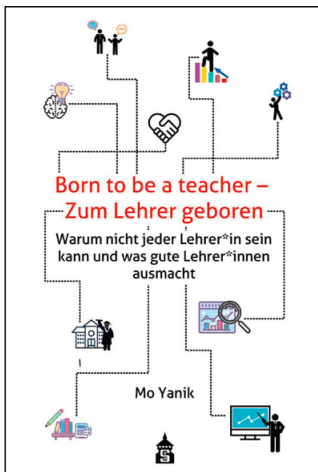 Born to be a teacher –
Zum Lehrer geboren
Warum nicht jeder Lehrer*in sein
kann und was gute Lehrer*innen
ausmacht
Mo Yanik
S